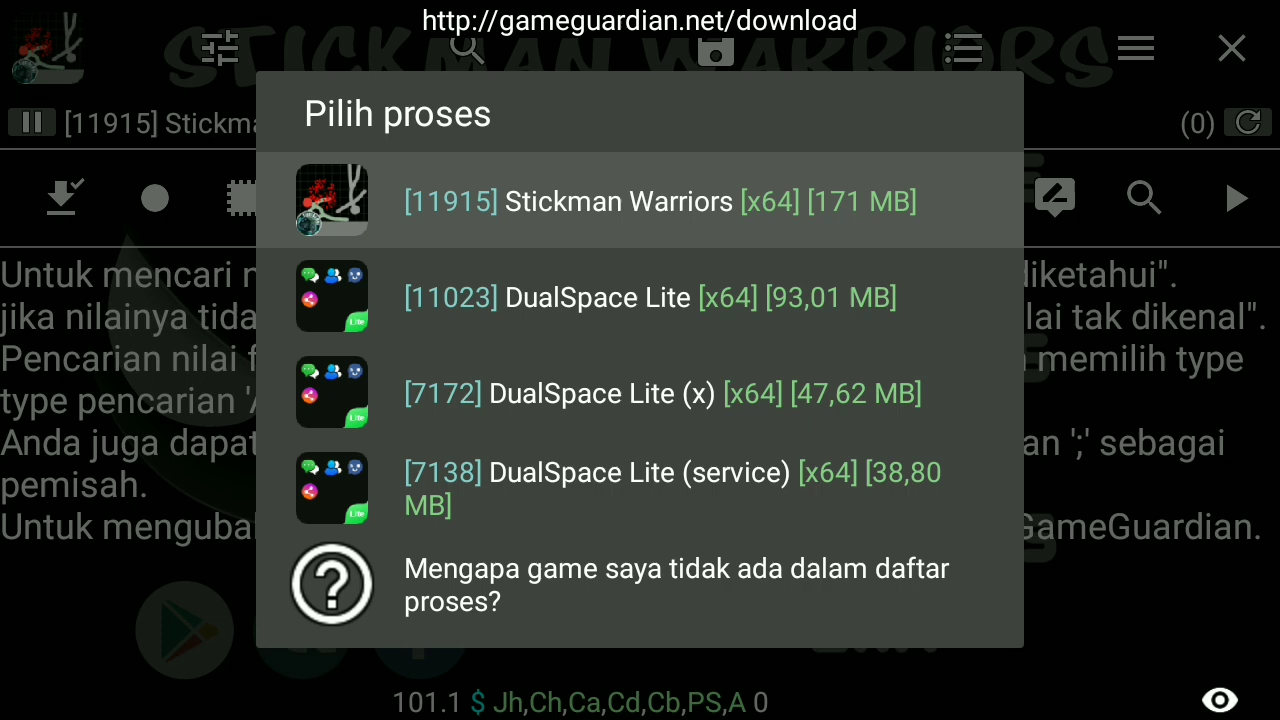 http://gameguardian.net/download
STICKMAN WARRIORS
[11915] Stickma
(0)
Pilih proses
[11915] Stickman Warriors [x64] [171 MB]
[11023] DualSpace Lite [x64] [93,01 MB]
[7172] DualSpace Lite (x) [x64] [47,62 MB]
[7138] DualSpace Lite (service) [x64] [38,80
MB]
Mengapa game saya tidak ada dalam daftar
proses?
Untuk mencari diketahui".
jika nilainya tida lai tak dikenal".
Pencarian nilai memilih type
type pencarian
Anda juga dapat an ';' sebagai
pemisah.
Untuk menguba GameGuardian.
101.1 $ Jh,Ch,Ca,Cd,Cb,PS,A 0